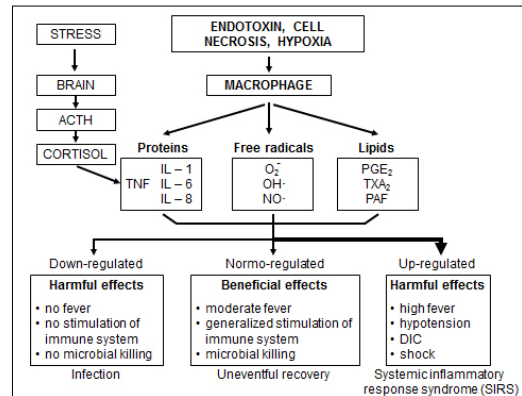 STRESS
BRAIN
ACTH
CORTISOL
ENDOTOXIN, CELL
NECROSIS, HYPOXIA
MACROPHAGE
Proteins
IL – 1
TNF IL – 6
IL – 8
Free radicals
O₂⁻
OH·
NO·
Lipids
PGE₂
TXA₂
PAF
Down-regulated
Harmful effects
• no fever
• no stimulation of
immune system
• no microbial killing
Infection
Normo-regulated
Beneficial effects
• moderate fever
• generalized stimulation of
immune system
• microbial killing
Uneventful recovery
Up-regulated
Harmful effects
• high fever
• hypotension
• DIC
• shock
Systemic inflammatory
response syndrome (SIRS)